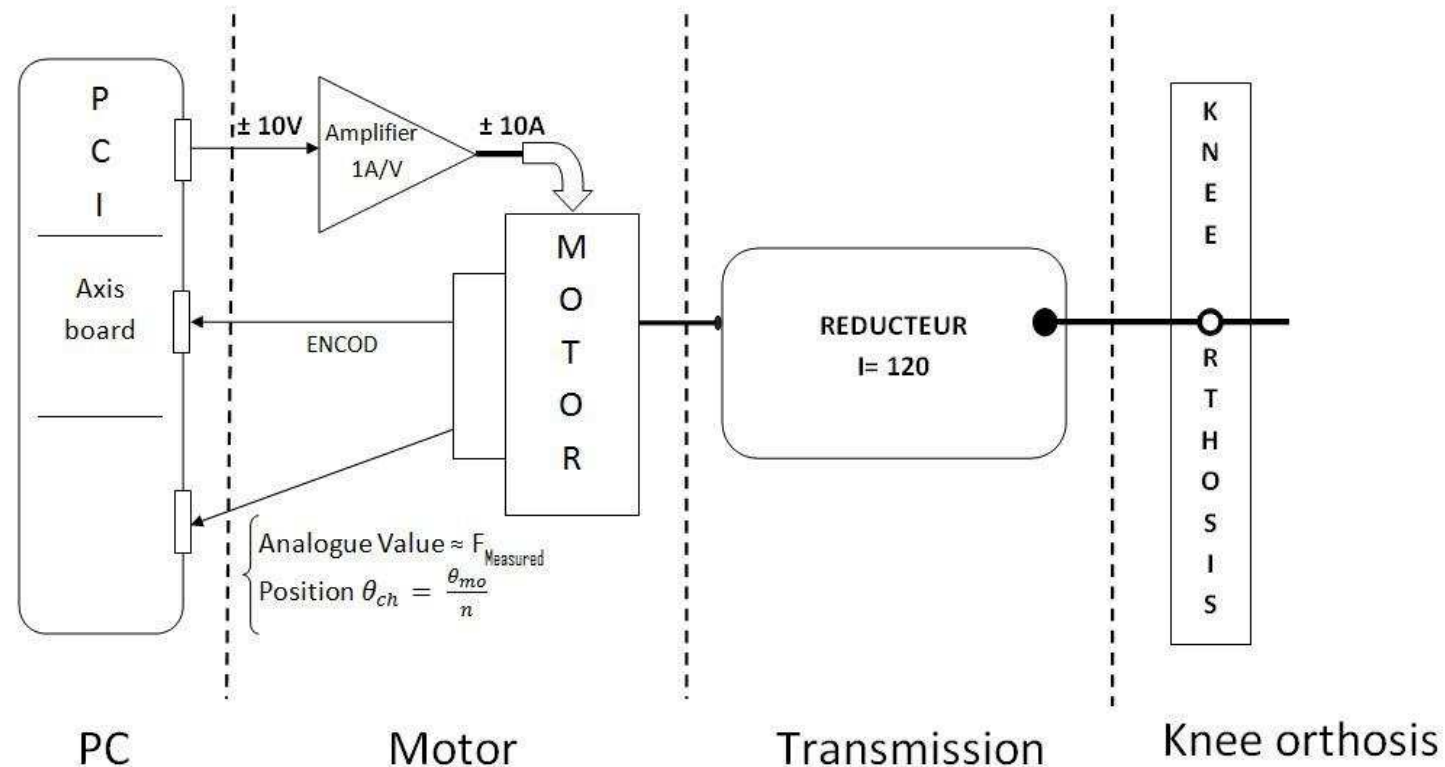 P
C
I
Axis
board
± 10V
Amplifier
1A/V
± 10A
ENCOD
M
O
T
O
R
Analogue Value ≈ F_Measured
Position θ_ch = θ_mo / n
REDUCTEUR
I= 120
K
N
E
E
R
T
H
O
S
I
S
PC
Motor
Transmission
Knee orthosis